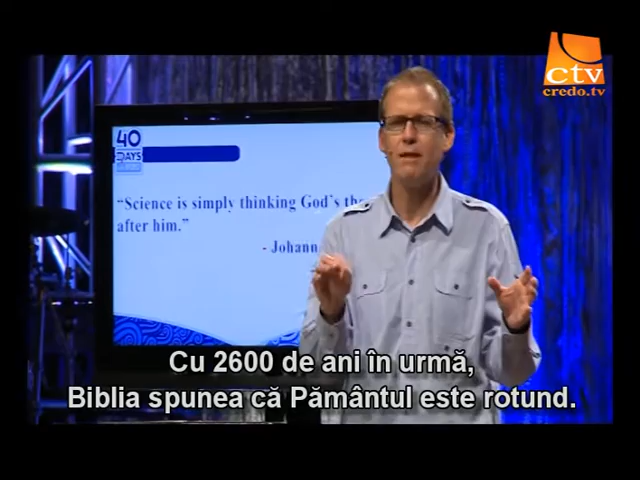 ctv
credo.tv
40
DAYS
“Science is simply thinking God's
after him.”
- Johann
Cu 2600 de ani în urmă,
Biblia spunea că Pământul este rotund.